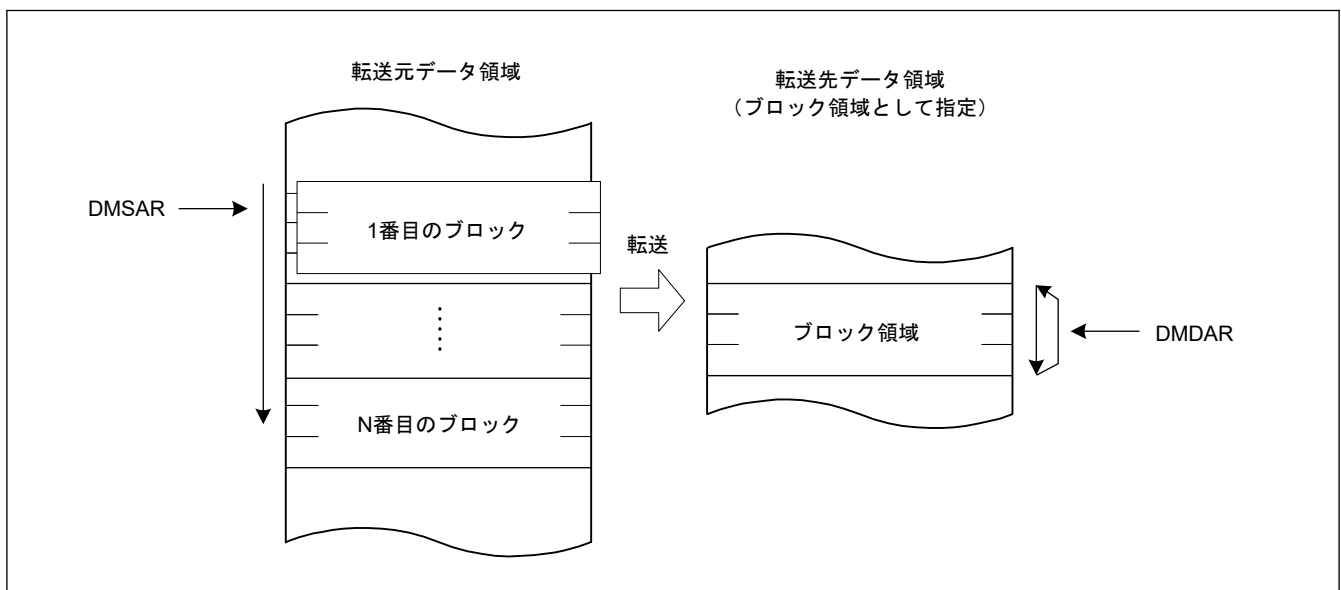 転送元データ領域
転送先データ領域
（ブロック領域として指定）
DMSAR
1番目のブロック
転送
ブロック領域
DMDAR
N番目のブロック